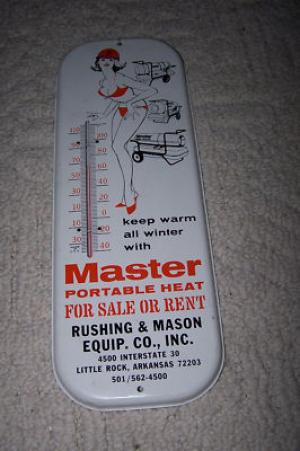 keep warm
all winter
with
Master
PORTABLE HEAT
FOR SALE OR RENT
RUSHING & MASON
EQUIP. CO., INC.
4500 INTERSTATE 30
LITTLE ROCK, ARKANSAS 72203
501/562-4500